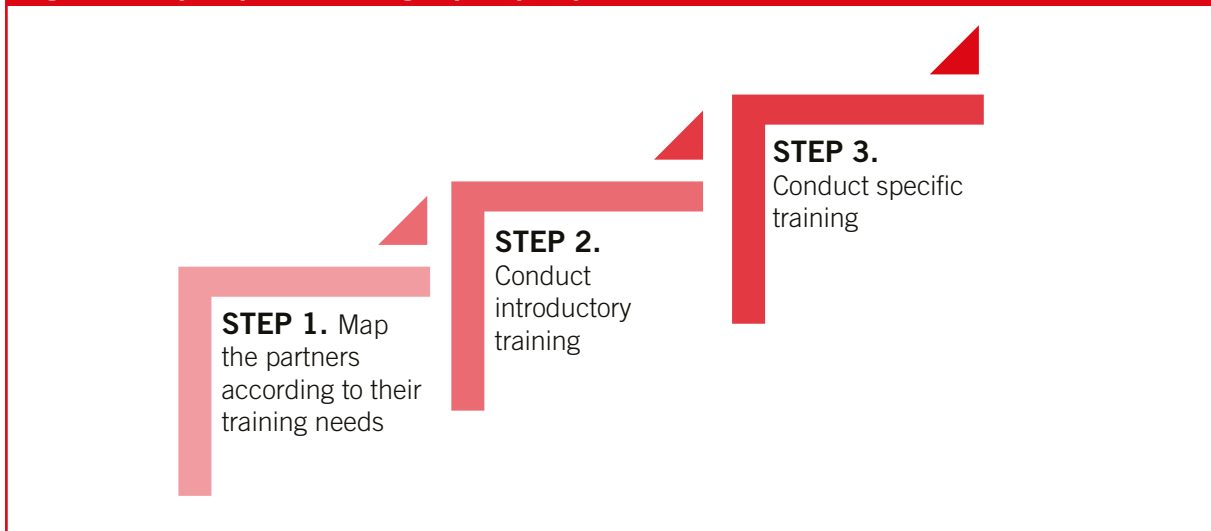 STEP 1. Map
the partners
according to their
training needs
STEP 2.
Conduct
introductory
training
STEP 3.
Conduct specific
training